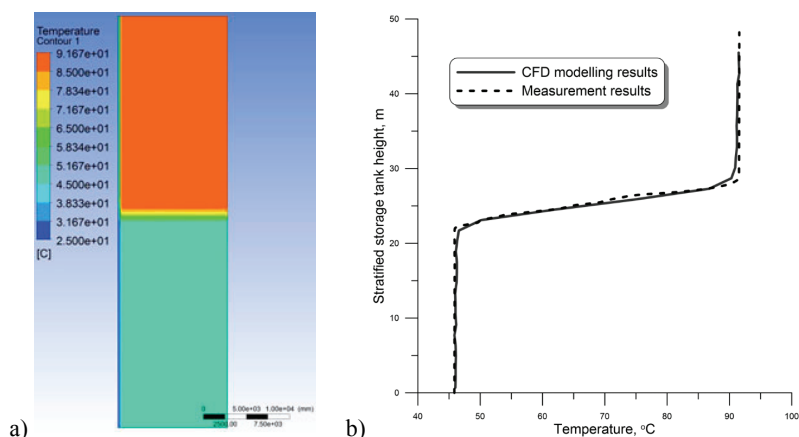 Temperature
Contour 1
9.167e+01
8.500e+01
7.834e+01
7.167e+01
6.500e+01
5.834e+01
5.167e+01
4.500e+01
3.833e+01
3.167e+01
2.500e+01
[C]
0 5.00e+03 1.00e+04 (mm)
2500.00 7.50e+03
a)
50
40
30
20
10
0
Stratified storage tank height, m
CFD modelling results
Measurement results
40 50 60 70 80 90 100
Temperature, °C
b)